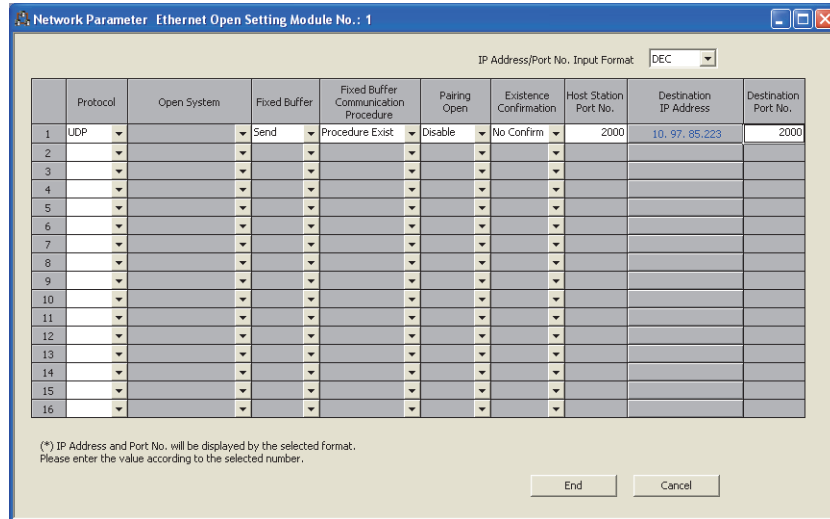 Network Parameter Ethernet Open Setting Module No.: 1
IP Address/Port No. Input Format DEC
Protocol Open System Fixed Buffer Fixed Buffer Communication Procedure Pairing Open Existence Confirmation Host Station Port No. Destination IP Address Destination Port No.
1 UDP Send Procedure Exist Disable No Confirm 2000 10. 97. 85.223 2000
2
3
4
5
6
7
8
9
10
11
12
13
14
15
16
(*) IP Address and Port No. will be displayed by the selected format.
Please enter the value according to the selected number.
End Cancel